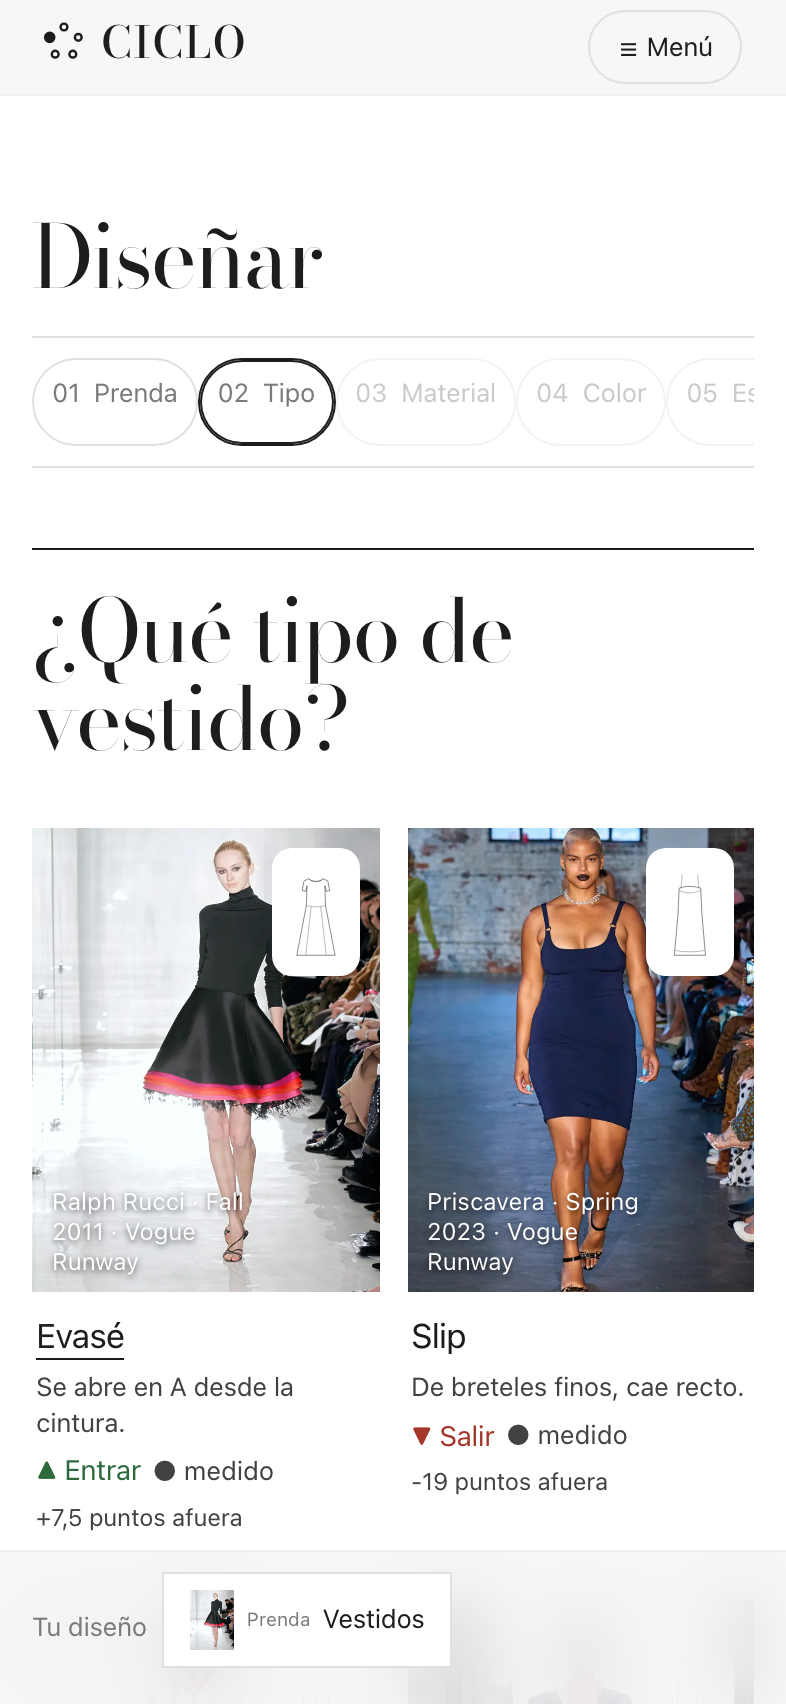 CICLO
≡ Menú
Diseñar
01 Prenda
02 Tipo
03 Material
04 Color
05 Es
¿Qué tipo de
vestido?
Ralph Rucci · Fall
2011 · Vogue
Runway
Priscavera · Spring
2023 · Vogue
Runway
Evasé
Se abre en A desde la
cintura.
▲ Entrar ● medido
+7,5 puntos afuera
Slip
De breteles finos, cae recto.
▼ Salir ● medido
-19 puntos afuera
Tu diseño
Prenda Vestidos